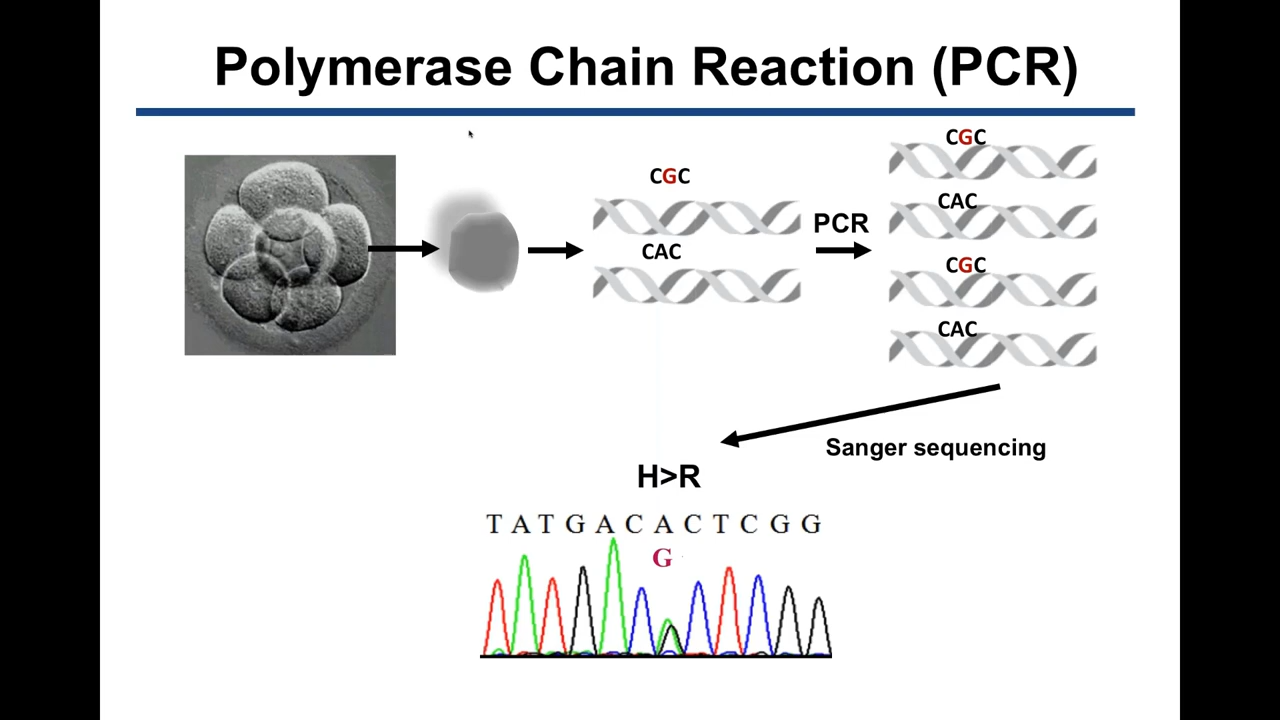 Polymerase Chain Reaction (PCR)
CGC
CAC
PCR
CGC
CAC
CGC
CAC
Sanger sequencing
H>R
T A T G A C A C T C G G
G